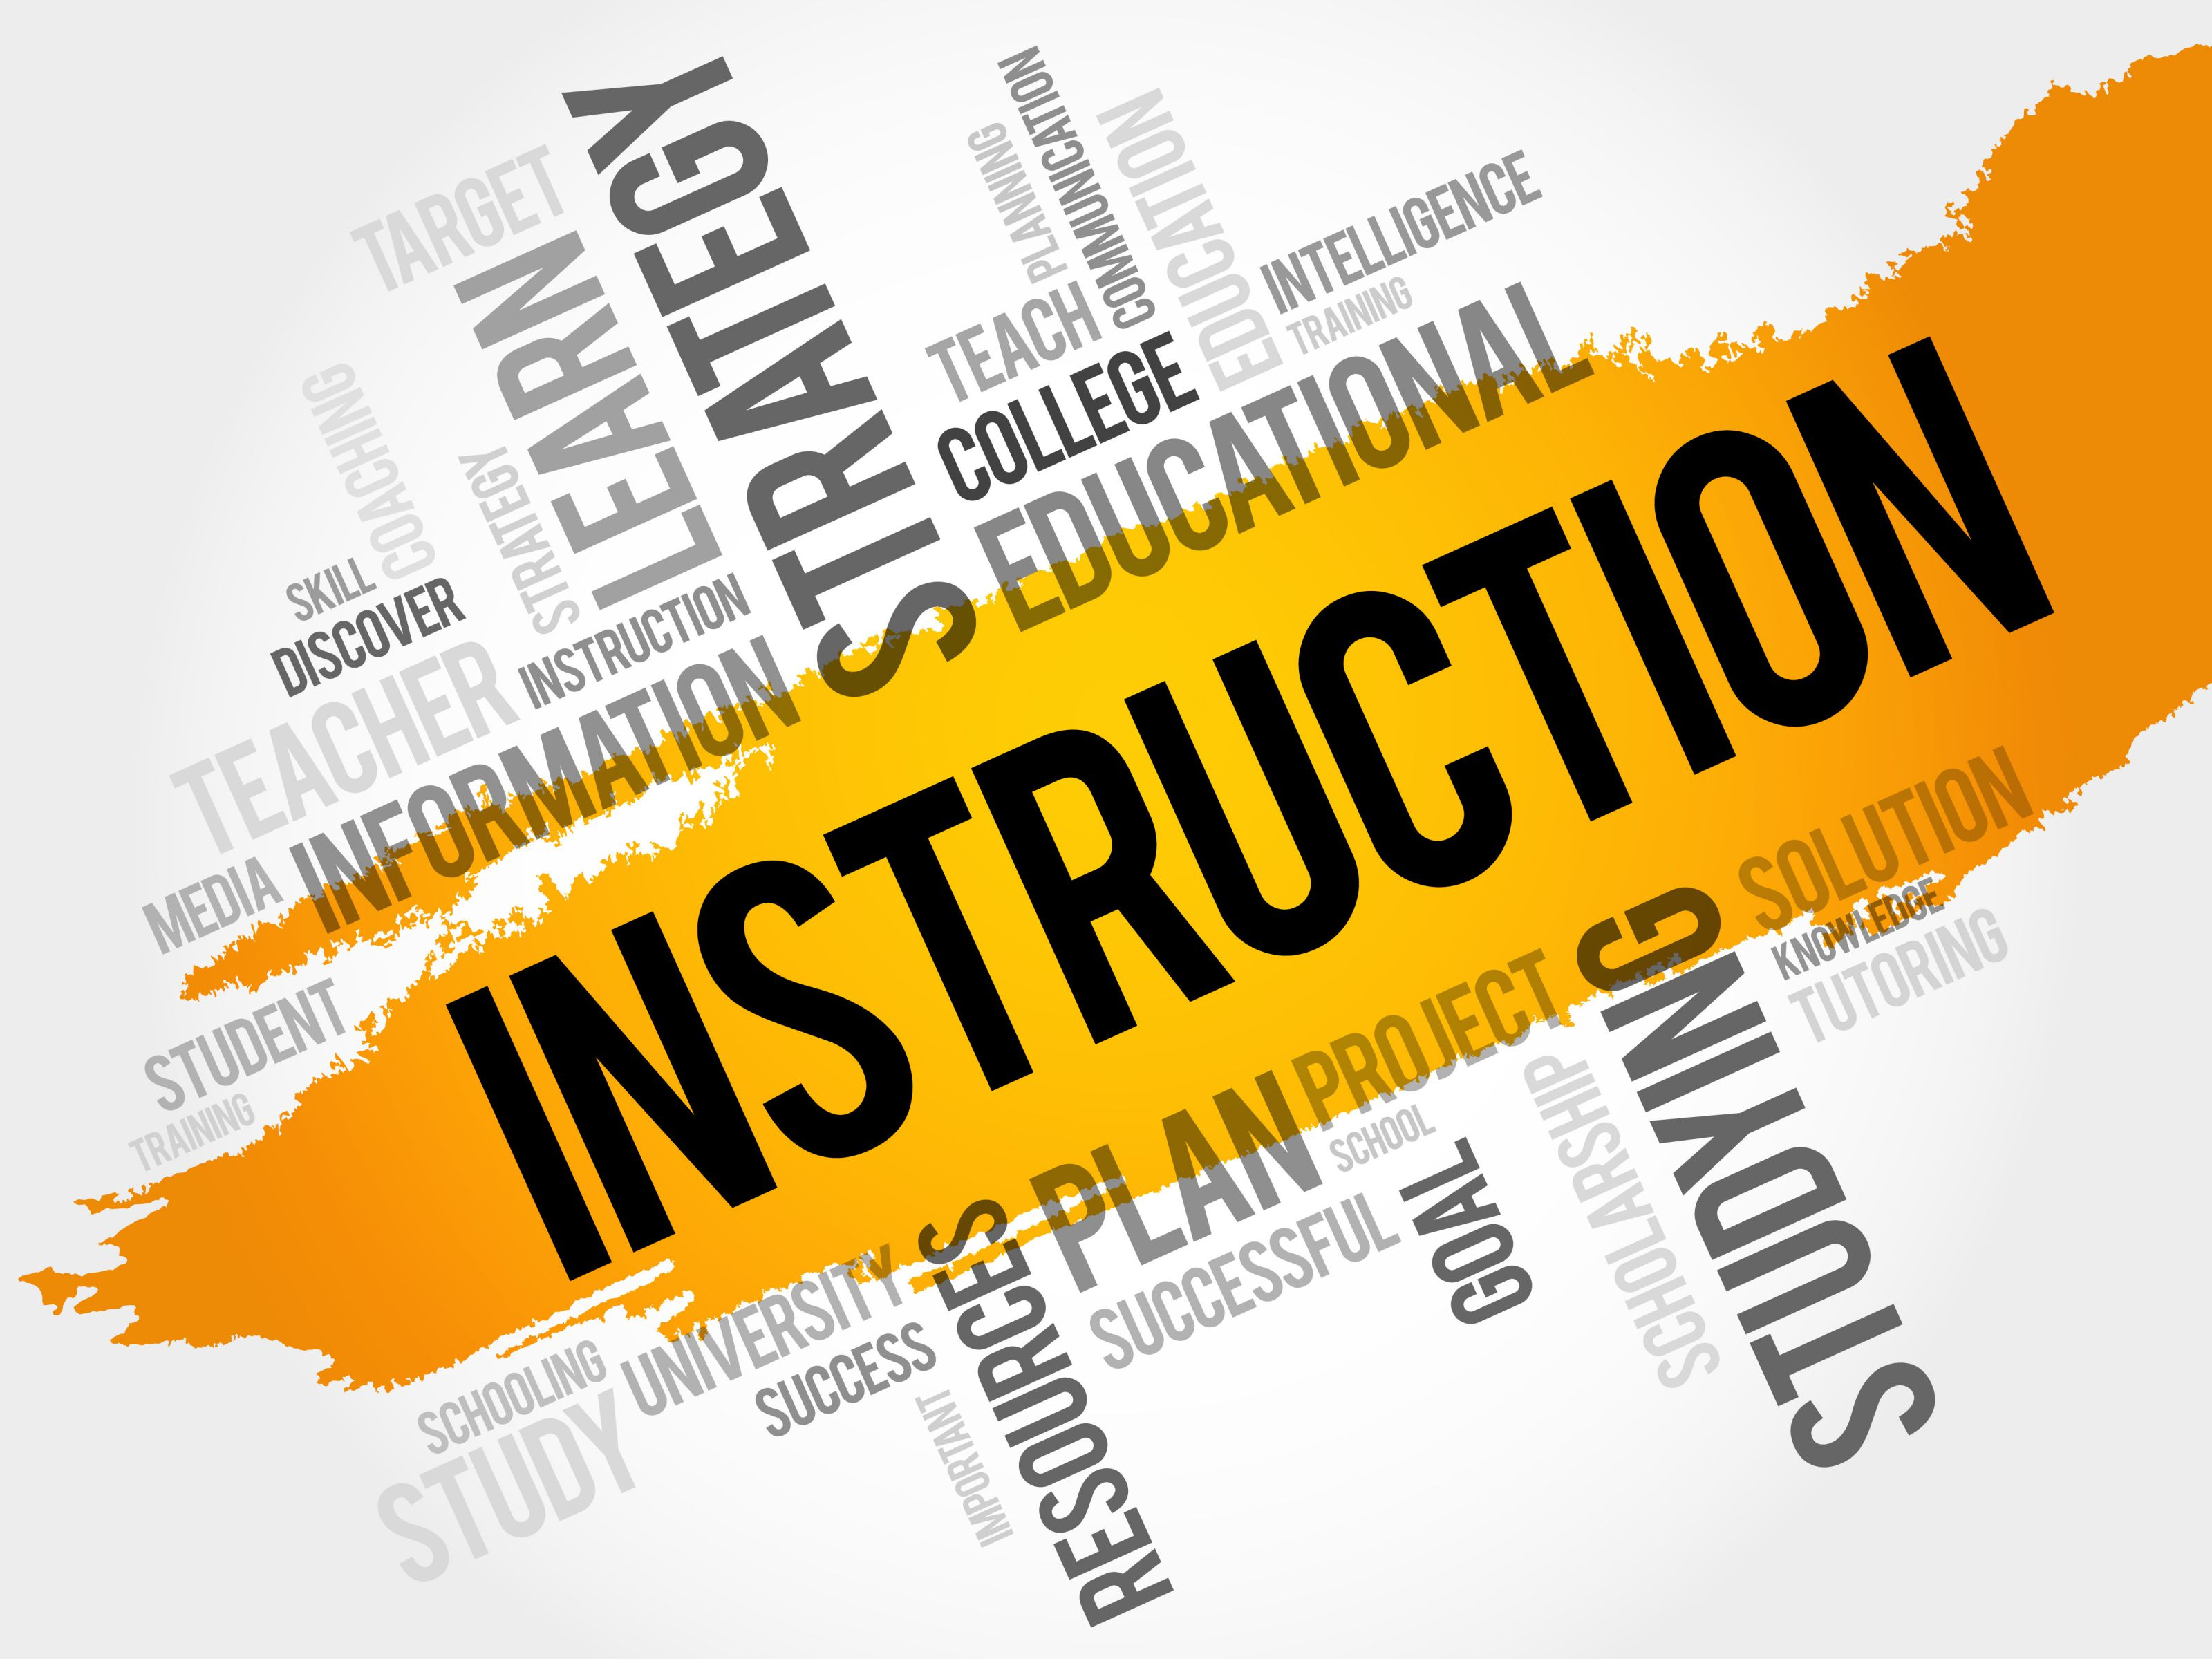 TARGET
LEARN
STRATEGY
PLANNING
COMMUNICATION
EDUCATION
INTELLIGENCE
TRAINING
TEACH
COLLEGE
EDUCATIONAL
COACHING
STRATEGY
SKILL
DISCOVER
TEACHER
INSTRUCTION
MEDIA
INFORMATION
INSTRUCTION
STUDENT
TRAINING
SOLUTION
KNOWLEDGE
TUTORING
STUDYING
SCHOLARSHIP
PROJECT
PLAN
SCHOOL
GOAL
SUCCESSFUL
RESOURCES
UNIVERSITY
SUCCESS
IMPORTANT
SCHOOLING
STUDY